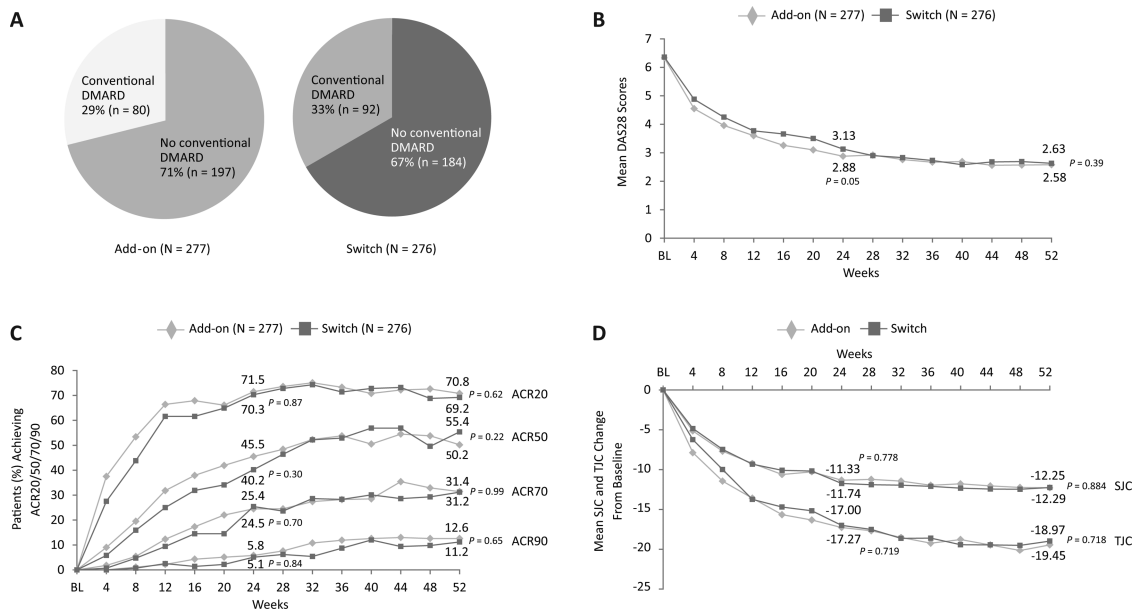 A
Conventional
DMARD
29% (n = 80)
No conventional
DMARD
71% (n = 197)
Add-on (N = 277)
Conventional
DMARD
33% (n = 92)
No conventional
DMARD
67% (n = 184)
Switch (N = 276)
B
Add-on (N = 277) Switch (N = 276)
Mean DAS28 Scores
7
6
5
4
3
2
1
0
3.13
2.88
P = 0.05
2.63
P = 0.39
2.58
BL 4 8 12 16 20 24 28 32 36 40 44 48 52
Weeks
C
Add-on (N = 277) Switch (N = 276)
Patients (%) Achieving
ACR20/50/70/90
80
70
60
50
40
30
20
10
0
71.5
P = 0.87
70.3
70.8
P = 0.62 ACR20
69.2
45.5
P = 0.30
40.2
55.4
P = 0.22 ACR50
50.2
25.4
24.5 P = 0.70
31.4
P = 0.99 ACR70
31.2
5.8
5.1 P = 0.84
12.6
P = 0.65 ACR90
11.2
BL 4 8 12 16 20 24 28 32 36 40 44 48 52
Weeks
D
Add-on Switch
Weeks
BL 4 8 12 16 20 24 28 32 36 40 44 48 52
Mean SJC and TJC Change
From Baseline
0
-5
-10
-15
-20
-25
P = 0.778
-11.33
-11.74
-12.25
P = 0.884 SJC
-12.29
-17.00
-17.27
P = 0.719
-18.97
P = 0.718 TJC
-19.45